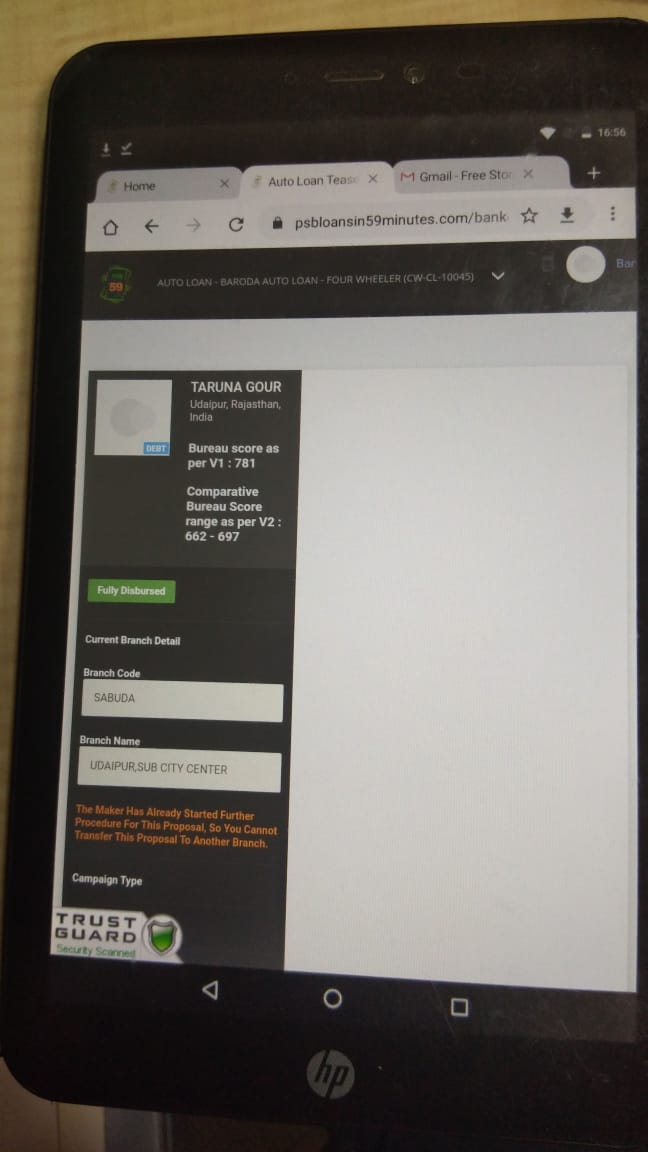 16:56
Home
Auto Loan Tease
Gmail - Free Stor
psbloansin59minutes.com/bank
59
AUTO LOAN - BARODA AUTO LOAN - FOUR WHEELER (CW-CL-10045)
Bar
TARUNA GOUR
Udaipur, Rajasthan,
India
DEBT
Bureau score as
per V1 : 781
Comparative
Bureau Score
range as per V2 :
662 - 697
Fully Disbursed
Current Branch Detail
Branch Code
SABUDA
Branch Name
UDAIPUR,SUB CITY CENTER
The Maker Has Already Started Further
Procedure For This Proposal, So You Cannot
Transfer This Proposal To Another Branch.
Campaign Type
TRUST
GUARD
Security Scanned
hp